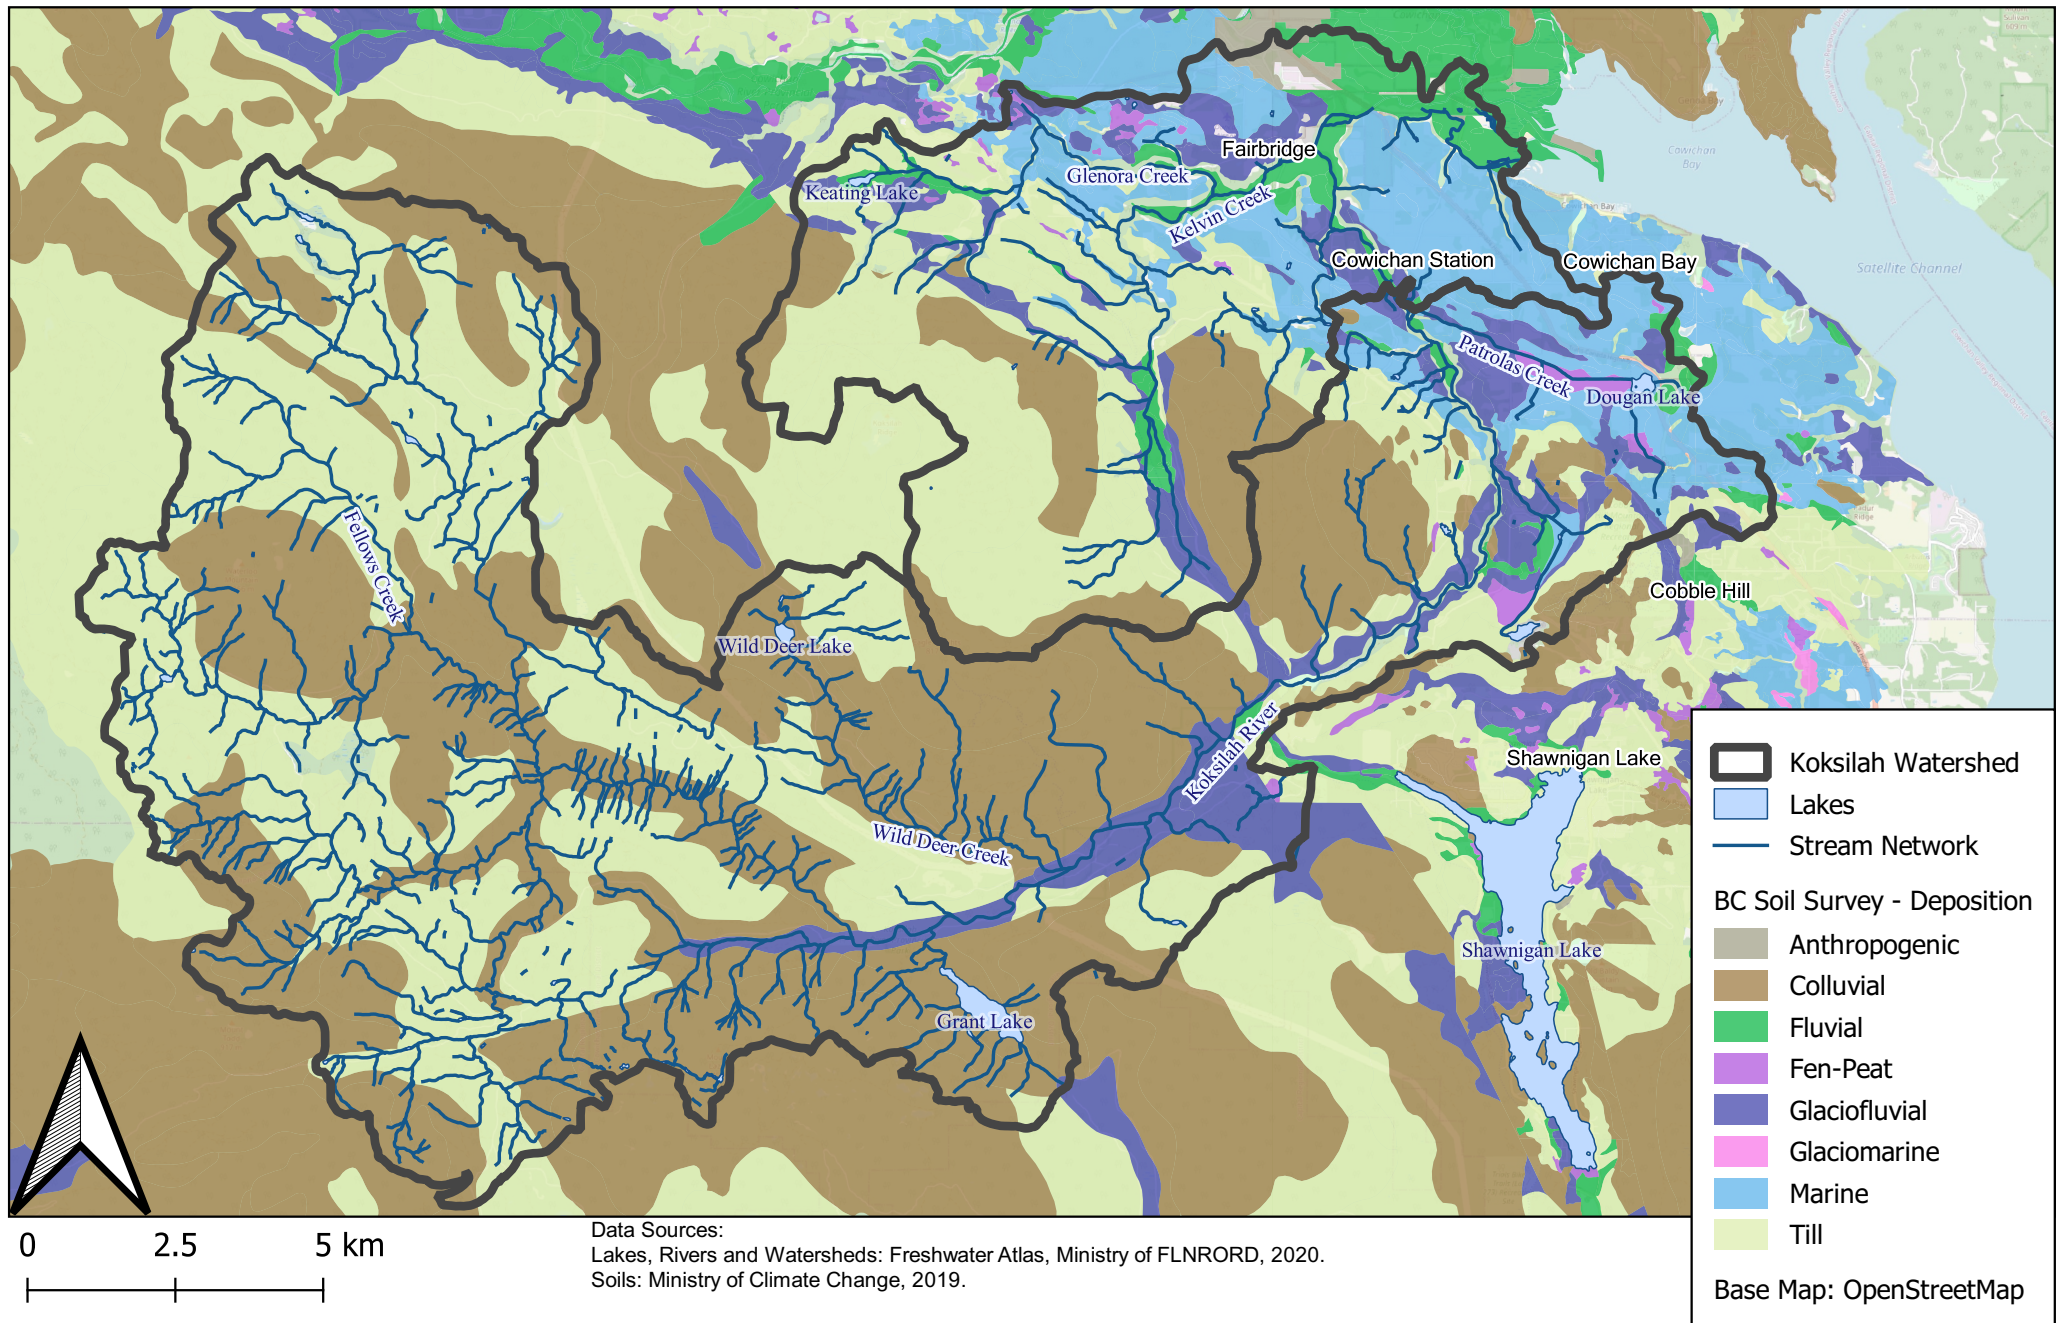 Fairbridge
Glenora Creek
Keating Lake
Kelvin Creek
Cowichan
Bay
Cowichan Bay
Satellite Channel
Cowichan Station
Cowichan Bay
Patrolas Creek
Dougan Lake
Fellows Creek
Cobble Hill
Wild Deer Lake
Koksilah River
Shawnigan Lake
Wild Deer Creek
Shawnigan Lake
Grant Lake
Koksilah Watershed
Lakes
Stream Network
BC Soil Survey - Deposition
Anthropogenic
Colluvial
Fluvial
Fen-Peat
Glaciofluvial
Glaciomarine
Marine
Till
Base Map: OpenStreetMap
0 2.5 5 km
Data Sources:
Lakes, Rivers and Watersheds: Freshwater Atlas, Ministry of FLNRORD, 2020.
Soils: Ministry of Climate Change, 2019.